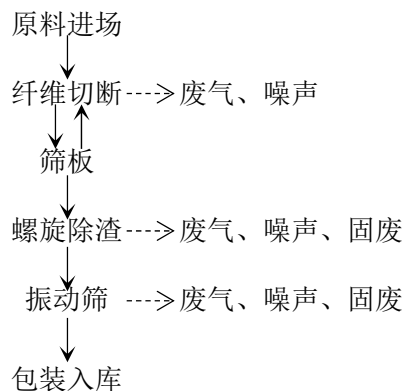 原料进场
纤维切断 废气、噪声
筛板
螺旋除渣 废气、噪声、固废
振动筛 废气、噪声、固废
包装入库